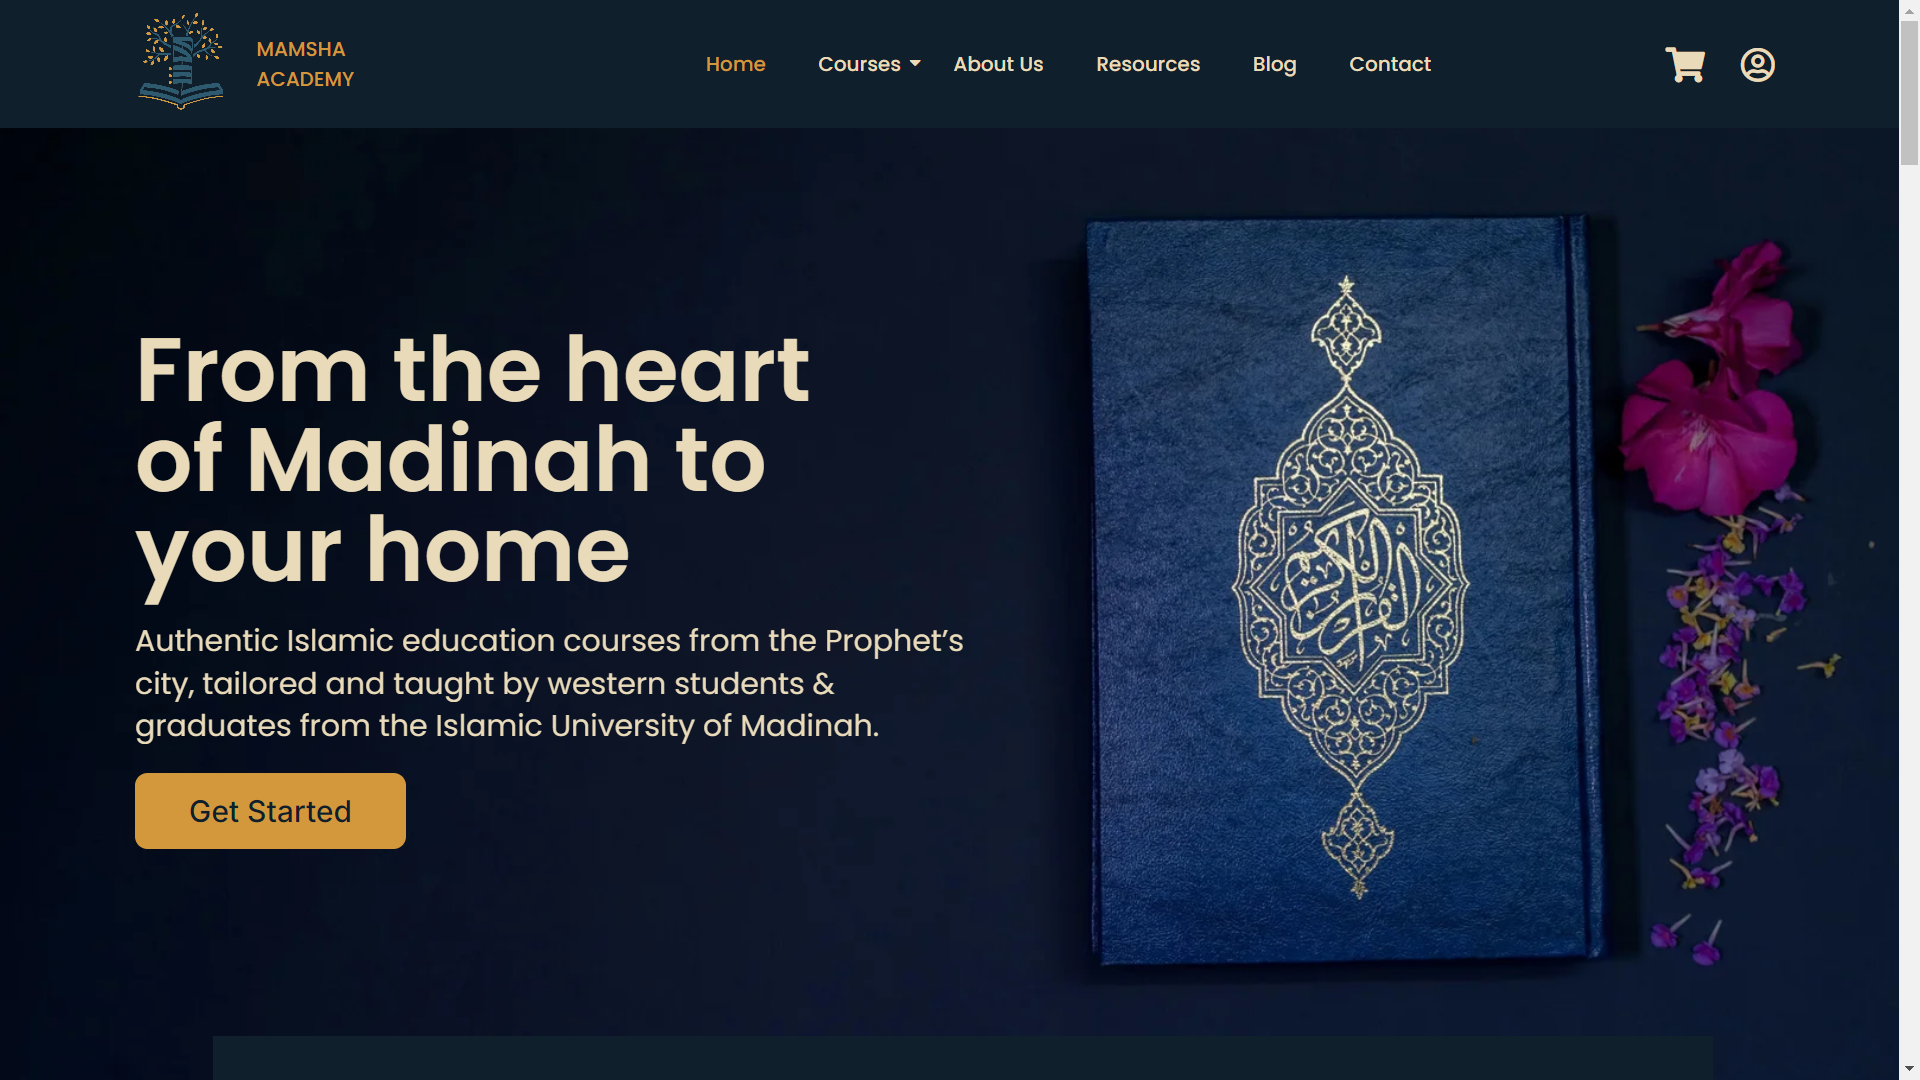 MAMSHA
ACADEMY
Home
Courses
About Us
Resources
Blog
Contact
From the heart
of Madinah to
your home
Authentic Islamic education courses from the Prophet’s
city, tailored and taught by western students &
graduates from the Islamic University of Madinah.
Get Started
القرآن الكريم